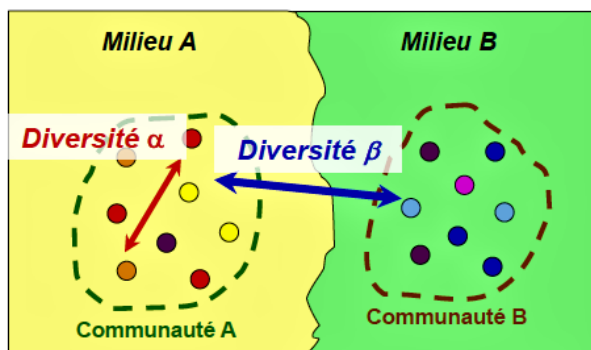 Milieu A
Milieu B
Diversité α
Diversité β
Communauté A
Communauté B